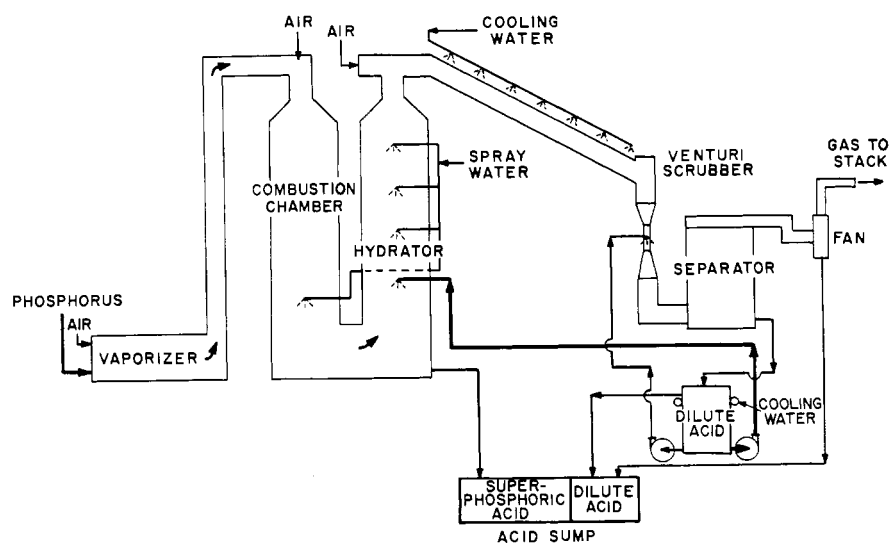 COOLING
WATER
AIR
AIR
GAS TO
STACK
VENTURI
SCRUBBER
SPRAY
WATER
COMBUSTION
CHAMBER
FAN
HYDRATOR
SEPARATOR
PHOSPHORUS
AIR
VAPORIZER
COOLING
WATER
DILUTE
ACID
SUPER-
PHOSPHORIC
ACID
DILUTE
ACID
ACID SUMP